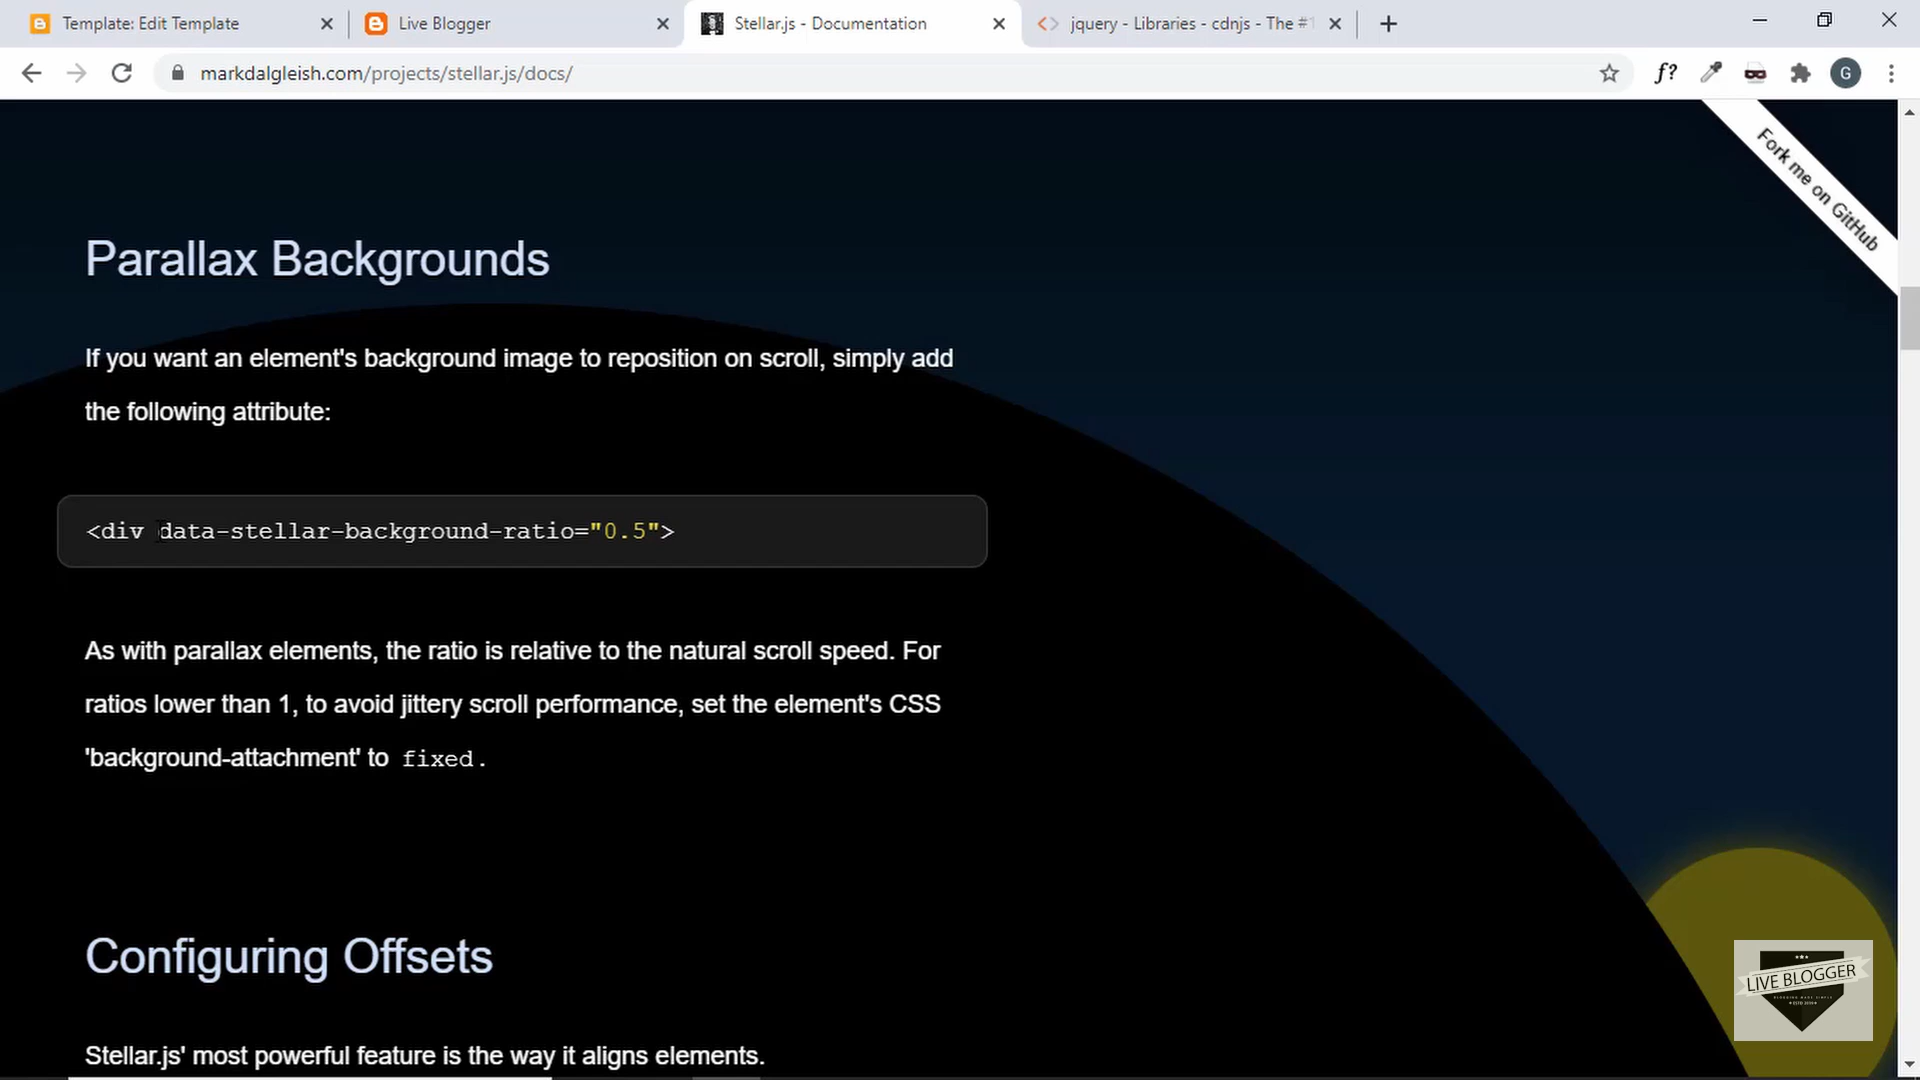 Template: Edit Template
Live Blogger
Stellar.js - Documentation
jquery - Libraries - cdnjs - The #1
markdalgleish.com/projects/stellar.js/docs/
f?
G
Fork me on GitHub
Parallax Backgrounds
If you want an element's background image to reposition on scroll, simply add
the following attribute:
<div data-stellar-background-ratio="0.5">
As with parallax elements, the ratio is relative to the natural scroll speed. For
ratios lower than 1, to avoid jittery scroll performance, set the element's CSS
'background-attachment' to fixed.
Configuring Offsets
Stellar.js' most powerful feature is the way it aligns elements.
LIVE BLOGGER